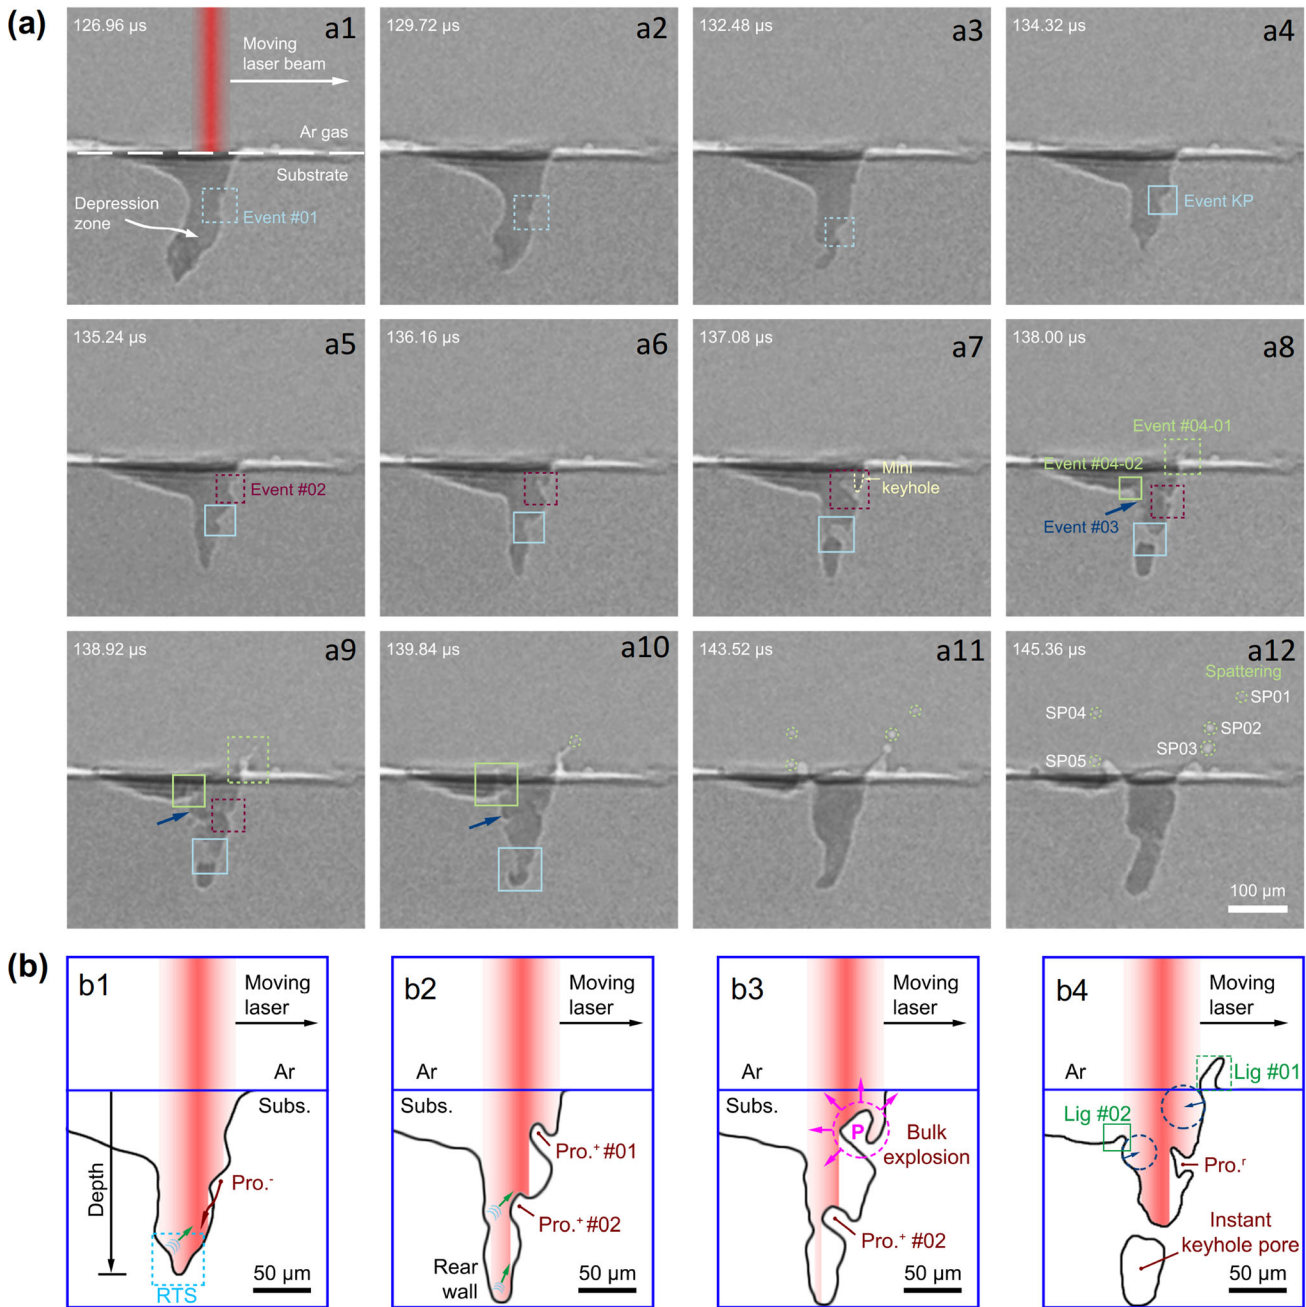 (a)
126.96 µs
a1
Moving
laser beam
Ar gas
Substrate
Depression
zone
Event #01
129.72 µs
a2
132.48 µs
a3
134.32 µs
a4
Event KP
135.24 µs
a5
Event #02
136.16 µs
a6
137.08 µs
a7
Mini
keyhole
138.00 µs
a8
Event #04-01
Event #04-02
Event #03
138.92 µs
a9
139.84 µs
a10
143.52 µs
a11
145.36 µs
a12
Spattering
SP01
SP04
SP02
SP03
SP05
100 µm
(b)
b1
Moving
laser
Ar
Subs.
Depth
Pro.⁻
RTS
50 µm
b2
Moving
laser
Ar
Subs.
Pro.⁺ #01
Pro.⁺ #02
Rear
wall
50 µm
b3
Moving
laser
Ar
Subs.
P
Bulk
explosion
Pro.⁺ #02
50 µm
b4
Moving
laser
Ar
Lig #01
Lig #02
Pro.ʳ
Instant
keyhole pore
50 µm